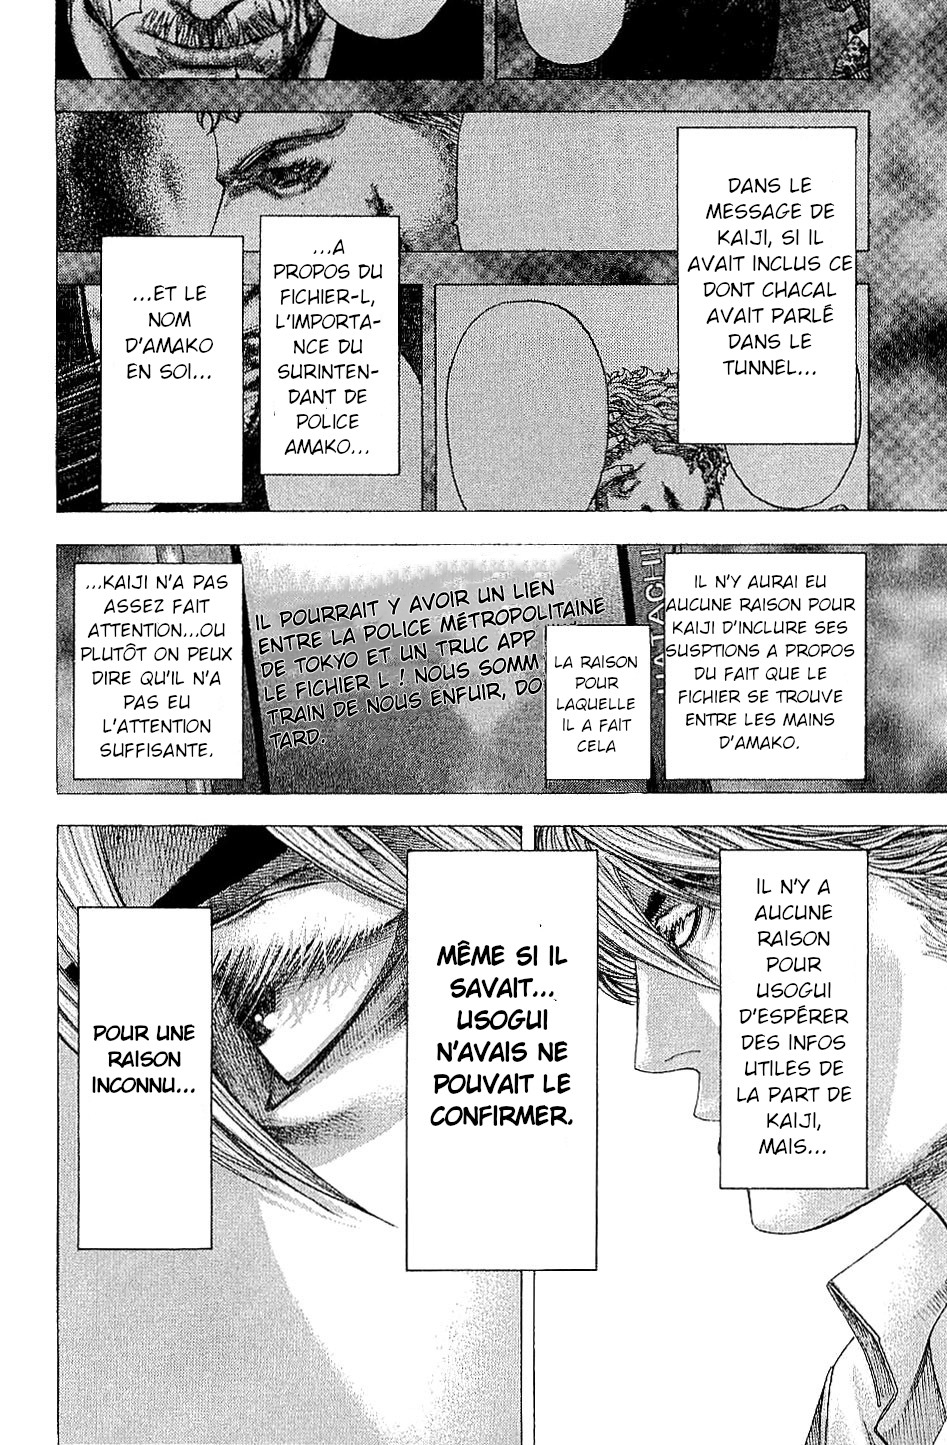 DANS LE
MESSAGE DE
KAIJI, SI IL
AVAIT INCLUS CE
DONT CHACAL
AVAIT PARLÉ
DANS LE
TUNNEL...
...A
PROPOS DU
FICHIER-L,
L'IMPORTA-
NCE DU
SURINTEN-
DANT DE
POLICE
AMAKO...
...ET LE
NOM
D'AMAKO
EN SOI...
IL N'Y AURAI EU
AUCUNE RAISON POUR
KAIJI D'INCLURE SES
SUSPTIONS A PROPOS
DU FAIT QUE LE
FICHIER SE TROUVE
ENTRE LES MAINS
D'AMAKO.
LA RAISON
POUR
LAQUELLE
IL A FAIT
CELA
IL POURRAIT Y AVOIR UN LIEN
ENTRE LA POLICE MÉTROPOLITAINE
DE TOKYO ET UN TRUC APP
LE FICHIER L ! NOUS SOMM
TRAIN DE NOUS ENFUIR, DO
TARD.
...KAIJI N'A PAS
ASSEZ FAIT
ATTENTION...OU
PLUTÔT ON PEUX
DIRE QU'IL N'A
PAS EU
L'ATTENTION
SUFFISANTE.
IL N'Y A
AUCUNE
RAISON
POUR
USOGUI
D'ESPÉRER
DES INFOS
UTILES DE
LA PART DE
KAIJI,
MAIS...
MÊME SI IL
SAVAIT...
USOGUI
N'AVAIS NE
POUVAIT LE
CONFIRMER.
POUR UNE
RAISON
INCONNU...